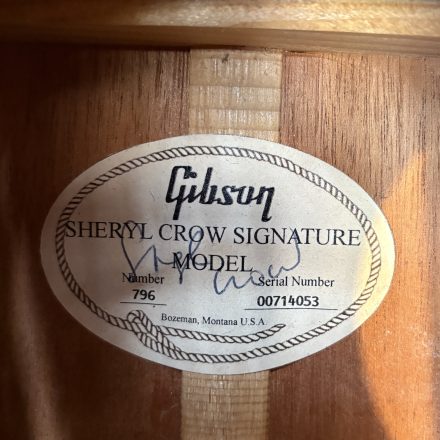 Gibson
SHERYL CROW SIGNATURE
MODEL
Number
Serial Number
796
00714053
Bozeman, Montana U.S.A.